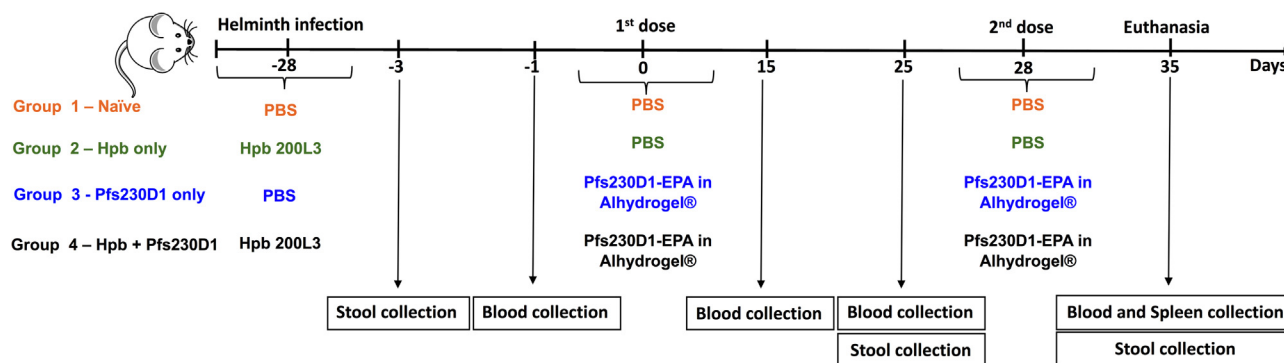 Helminth infection
1st dose
2nd dose
Euthanasia
-28
-3
-1
0
15
25
28
35
Days
Group 1 – Naïve
PBS
PBS
PBS
Group 2 – Hpb only
Hpb 200L3
PBS
PBS
Group 3 - Pfs230D1 only
PBS
Pfs230D1-EPA in
Alhydrogel®
Pfs230D1-EPA in
Alhydrogel®
Group 4 – Hpb + Pfs230D1
Hpb 200L3
Pfs230D1-EPA in
Alhydrogel®
Pfs230D1-EPA in
Alhydrogel®
Stool collection
Blood collection
Blood collection
Blood collection
Blood and Spleen collection
Stool collection
Stool collection